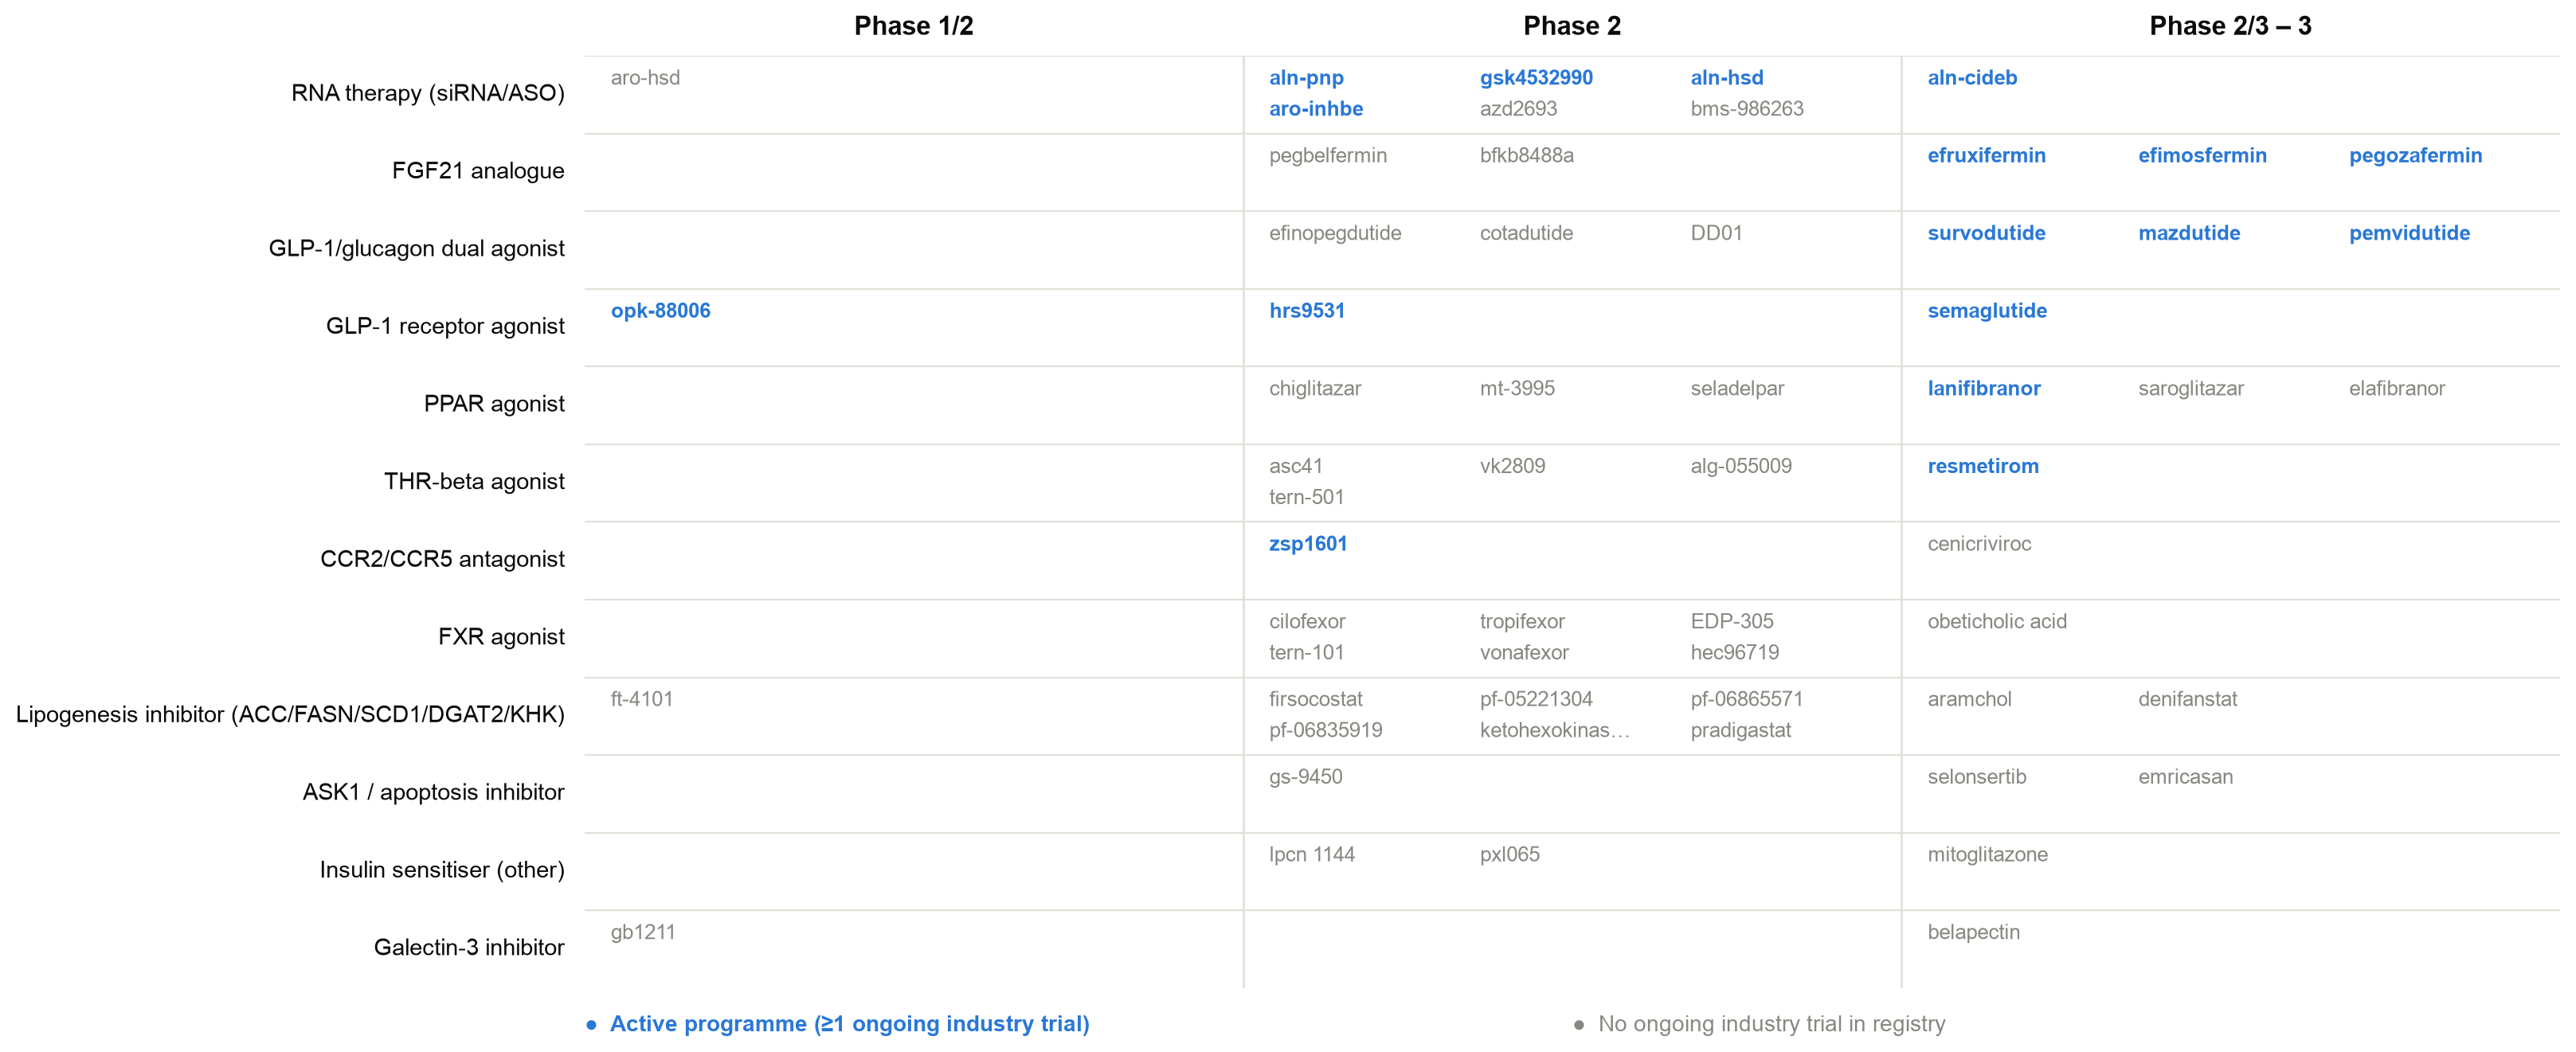 Phase 1/2 Phase 2 Phase 2/3 – 3
RNA therapy (siRNA/ASO) aro-hsd aln-pnp gsk4532990 aln-hsd aln-cideb
aro-inhbe azd2693 bms-986263
FGF21 analogue pegbelfermin bfkb8488a efruxifermin efimosfermin pegozafermin
GLP-1/glucagon dual agonist efinopegdutide cotadutide DD01 survodutide mazdutide pemvidutide
GLP-1 receptor agonist opk-88006 hrs9531 semaglutide
PPAR agonist chiglitazar mt-3995 seladelpar lanifibranor saroglitazar elafibranor
THR-beta agonist asc41 vk2809 alg-055009 resmetirom
tern-501
CCR2/CCR5 antagonist zsp1601 cenicriviroc
FXR agonist cilofexor tropifexor EDP-305 obeticholic acid
tern-101 vonafexor hec96719
Lipogenesis inhibitor (ACC/FASN/SCD1/DGAT2/KHK) ft-4101 firsocostat pf-05221304 pf-06865571 aramchol denifanstat
pf-06835919 ketohexokinas… pradigastat
ASK1 / apoptosis inhibitor gs-9450 selonsertib emricasan
Insulin sensitiser (other) lpcn 1144 pxl065 mitoglitazone
Galectin-3 inhibitor gb1211 belapectin
● Active programme (≥1 ongoing industry trial) ● No ongoing industry trial in registry